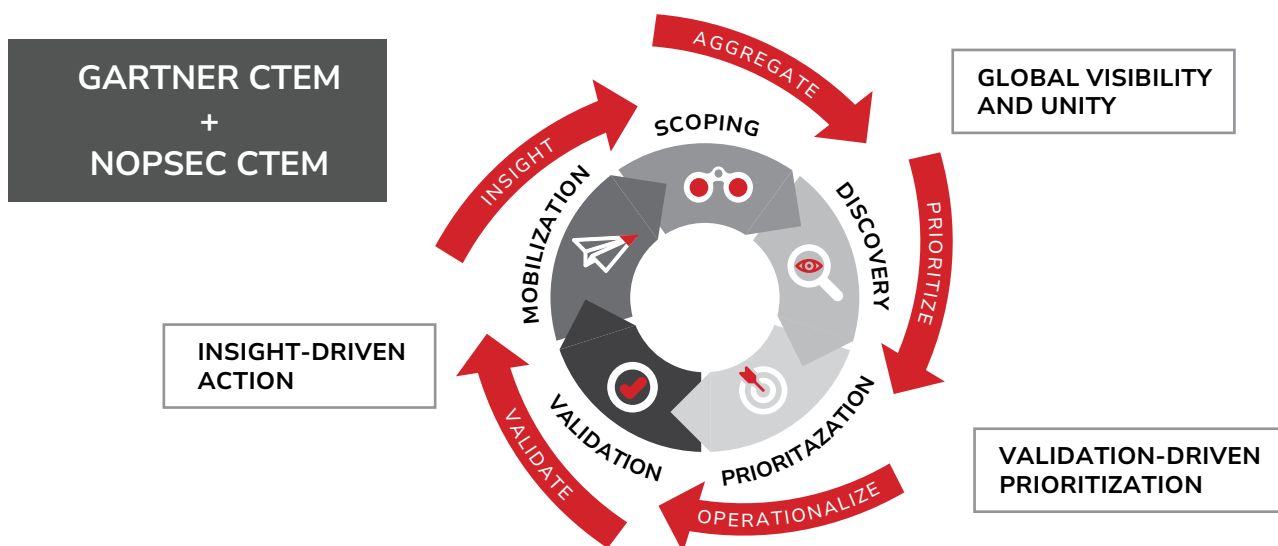 GARTNER CTEM
+
NOPSEC CTEM
AGGREGATE
GLOBAL VISIBILITY
AND UNITY
SCOPING
INSIGHT
MOBILIZATION
DISCOVERY
PRIORITIZE
INSIGHT-DRIVEN
ACTION
VALIDATION
PRIORITAZATION
VALIDATE
OPERATIONALIZE
VALIDATION-DRIVEN
PRIORITIZATION